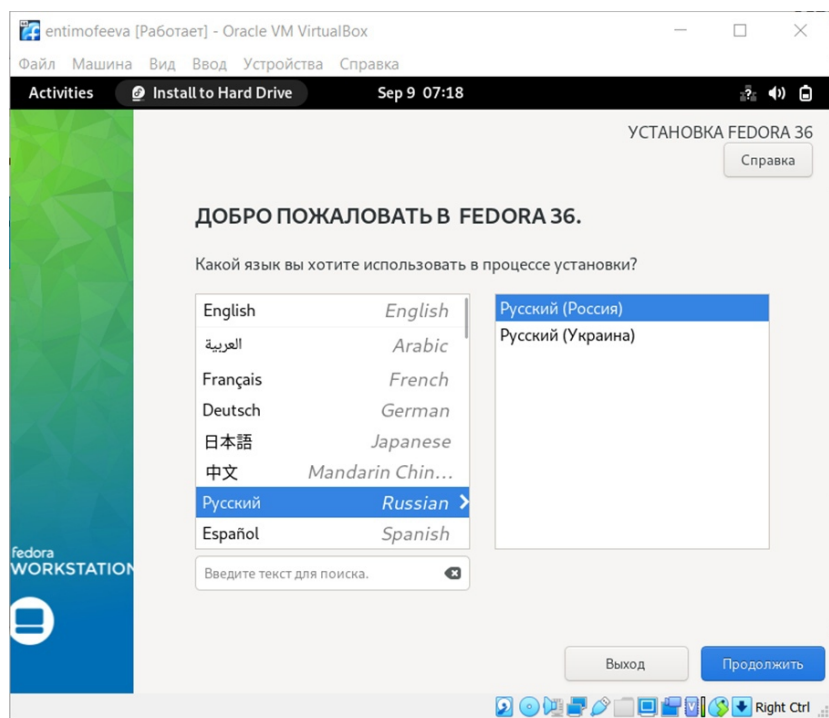 entimofeeva [Работает] - Oracle VM VirtualBox
Файл Машина Вид Ввод Устройства Справка
Activities Install to Hard Drive Sep 9 07:18
УСТАНОВКА FEDORA 36
Справка
ДОБРО ПОЖАЛОВАТЬ В FEDORA 36.
Какой язык вы хотите использовать в процессе установки?
English English
العربية Arabic
Français French
Deutsch German
日本語 Japanese
中文 Mandarin Chin...
Русский Russian
Español Spanish
Русский (Россия)
Русский (Украина)
Введите текст для поиска.
fedora
WORKSTATION
Выход Продолжить
Right Ctrl